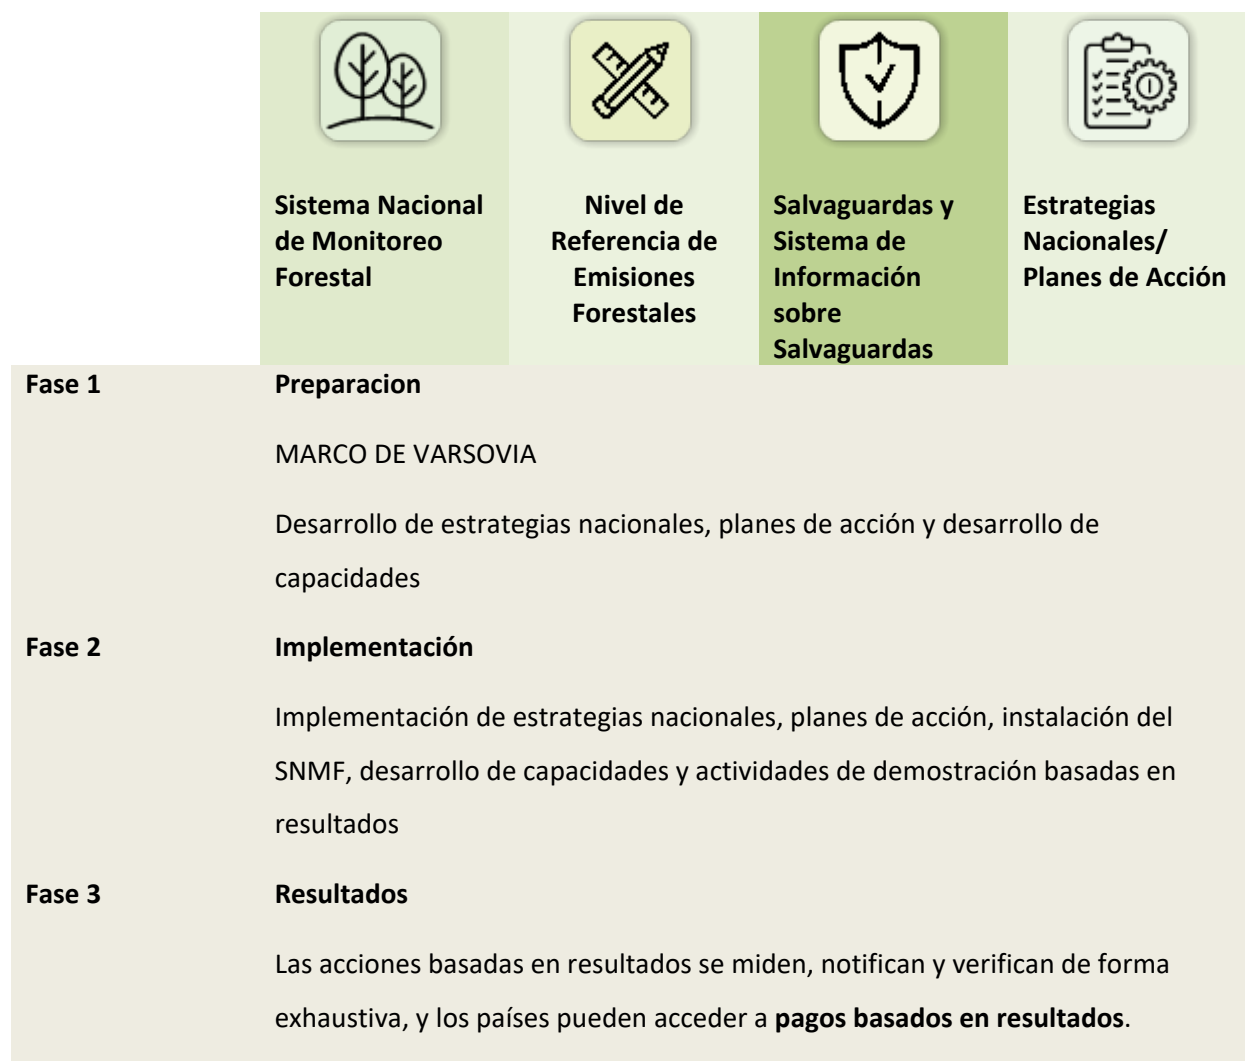 Sistema Nacional
de Monitoreo
Forestal
Nivel de
Referencia de
Emisiones
Forestales
Salvaguardas y
Sistema de
Información
sobre
Salvaguardas
Estrategias
Nacionales/
Planes de Acción
Fase 1
Preparacion
MARCO DE VARSOVIA
Desarrollo de estrategias nacionales, planes de acción y desarrollo de
capacidades
Fase 2
Implementación
Implementación de estrategias nacionales, planes de acción, instalación del
SNMF, desarrollo de capacidades y actividades de demostración basadas en
resultados
Fase 3
Resultados
Las acciones basadas en resultados se miden, notifican y verifican de forma
exhaustiva, y los países pueden acceder a pagos basados en resultados.